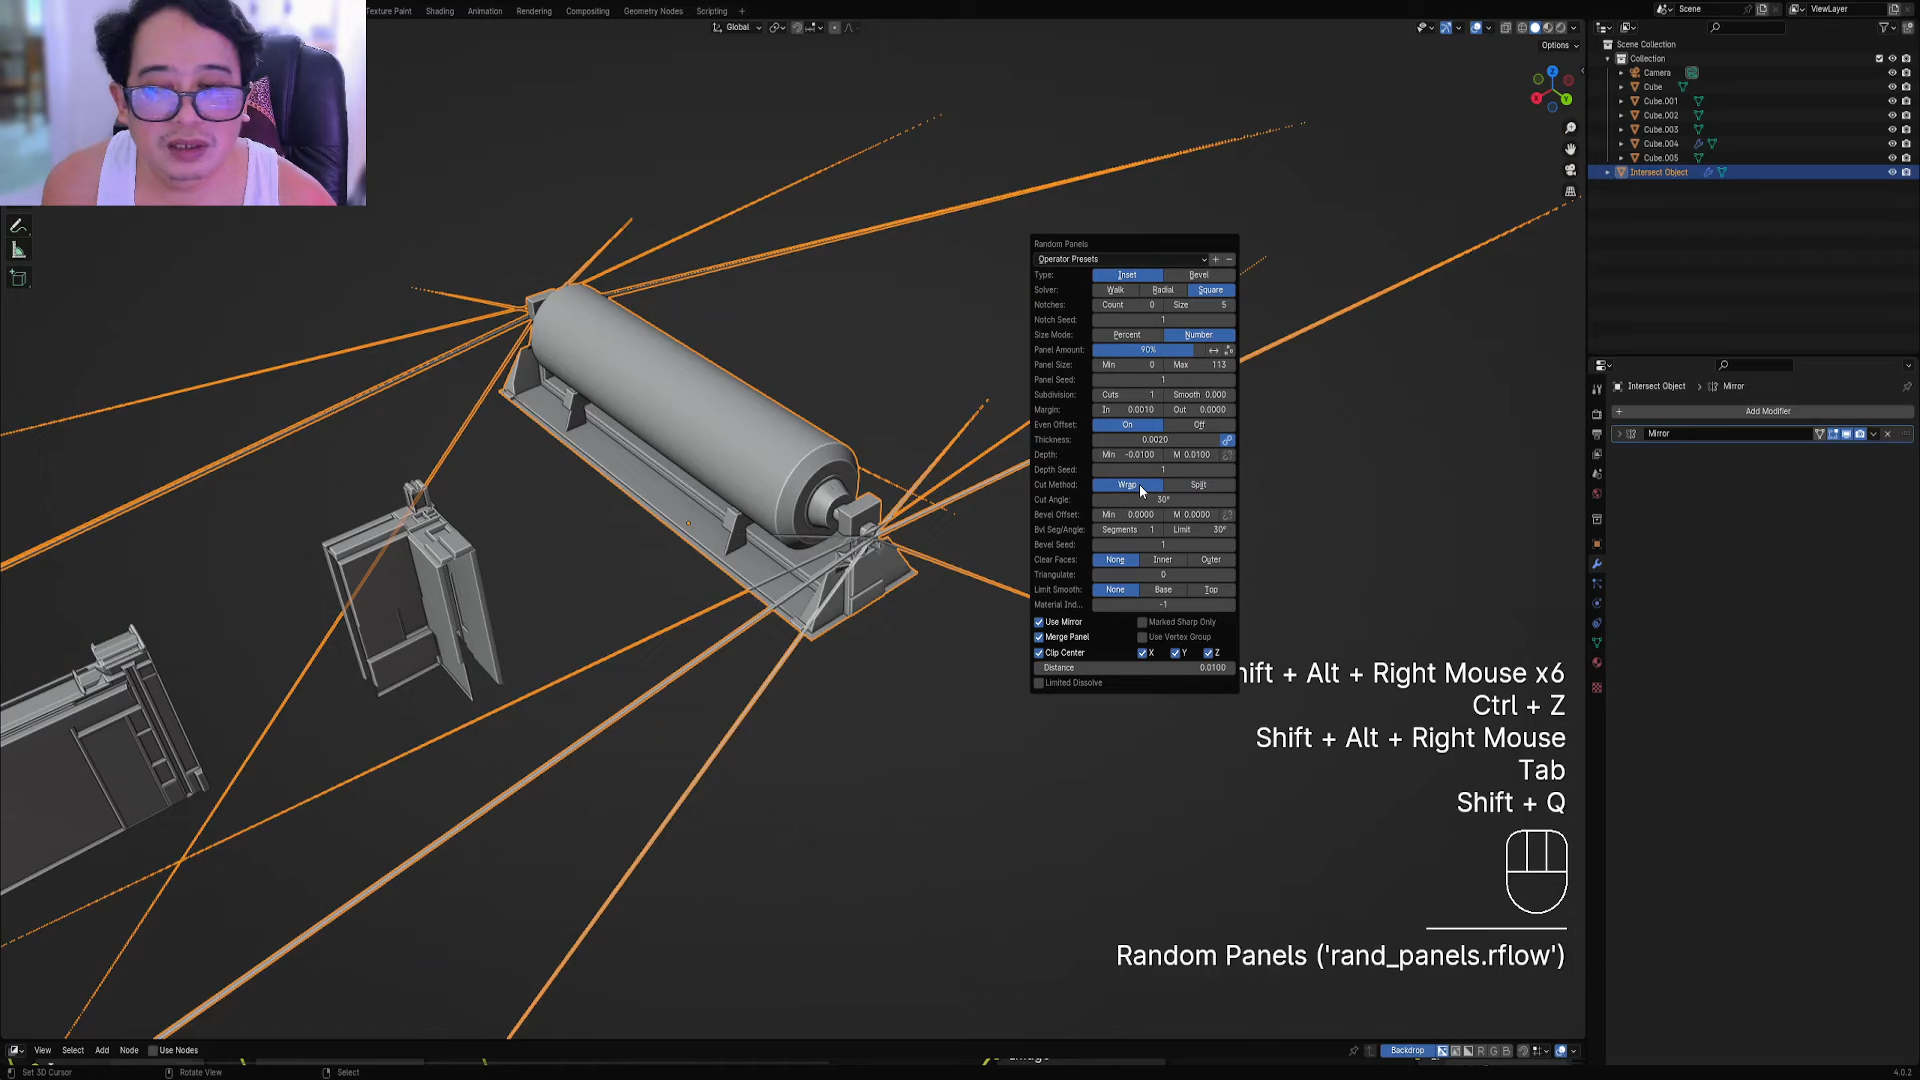 Texture Paint Shading Animation Rendering Compositing Geometry Nodes Scripting +
Scene ViewLayer
Global
Options
Scene Collection
Collection
Camera
Cube
Cube.001
Cube.002
Cube.003
Cube.004
Cube.005
Intersect Object
Z
X
Y
Random Panels
Operator Presets
Type: Inset Bevel
Solver: Walk Radial Square
Notches: Count 0 Size 5
Notch Seed: 1
Size Mode: Percent Number
Panel Amount: 90%
Panel Size: Min 0 Max 113
Panel Seed: 1
Subdivision: Cuts 1 Smooth 0.000
Margin: In 0.0010 Out 0.0000
Even Offset: On Off
Thickness: 0.0020
Depth: Min -0.0100 M 0.0100
Depth Seed: 1
Cut Method: Wrap Split
Cut Angle: 30°
Bevel Offset: Min 0.0000 M 0.0000
Bvl Seg/Angle: Segments 1 Limit 30°
Bevel Seed: 1
Clear Faces: None Inner Outer
Triangulate: 0
Limit Smooth: None Base Top
Material Ind... -1
Use Mirror Marked Sharp Only
Merge Panel Use Vertex Group
Clip Center X Y Z
Distance 0.0100
Limited Dissolve
Intersect Object Mirror
Add Modifier
Mirror
hift + Alt + Right Mouse x6
Ctrl + Z
Shift + Alt + Right Mouse
Tab
Shift + Q
Random Panels ('rand_panels.rflow')
View Select Add Node Use Nodes
Backdrop R G B
Set 3D Cursor Rotate View Select
4.0.2